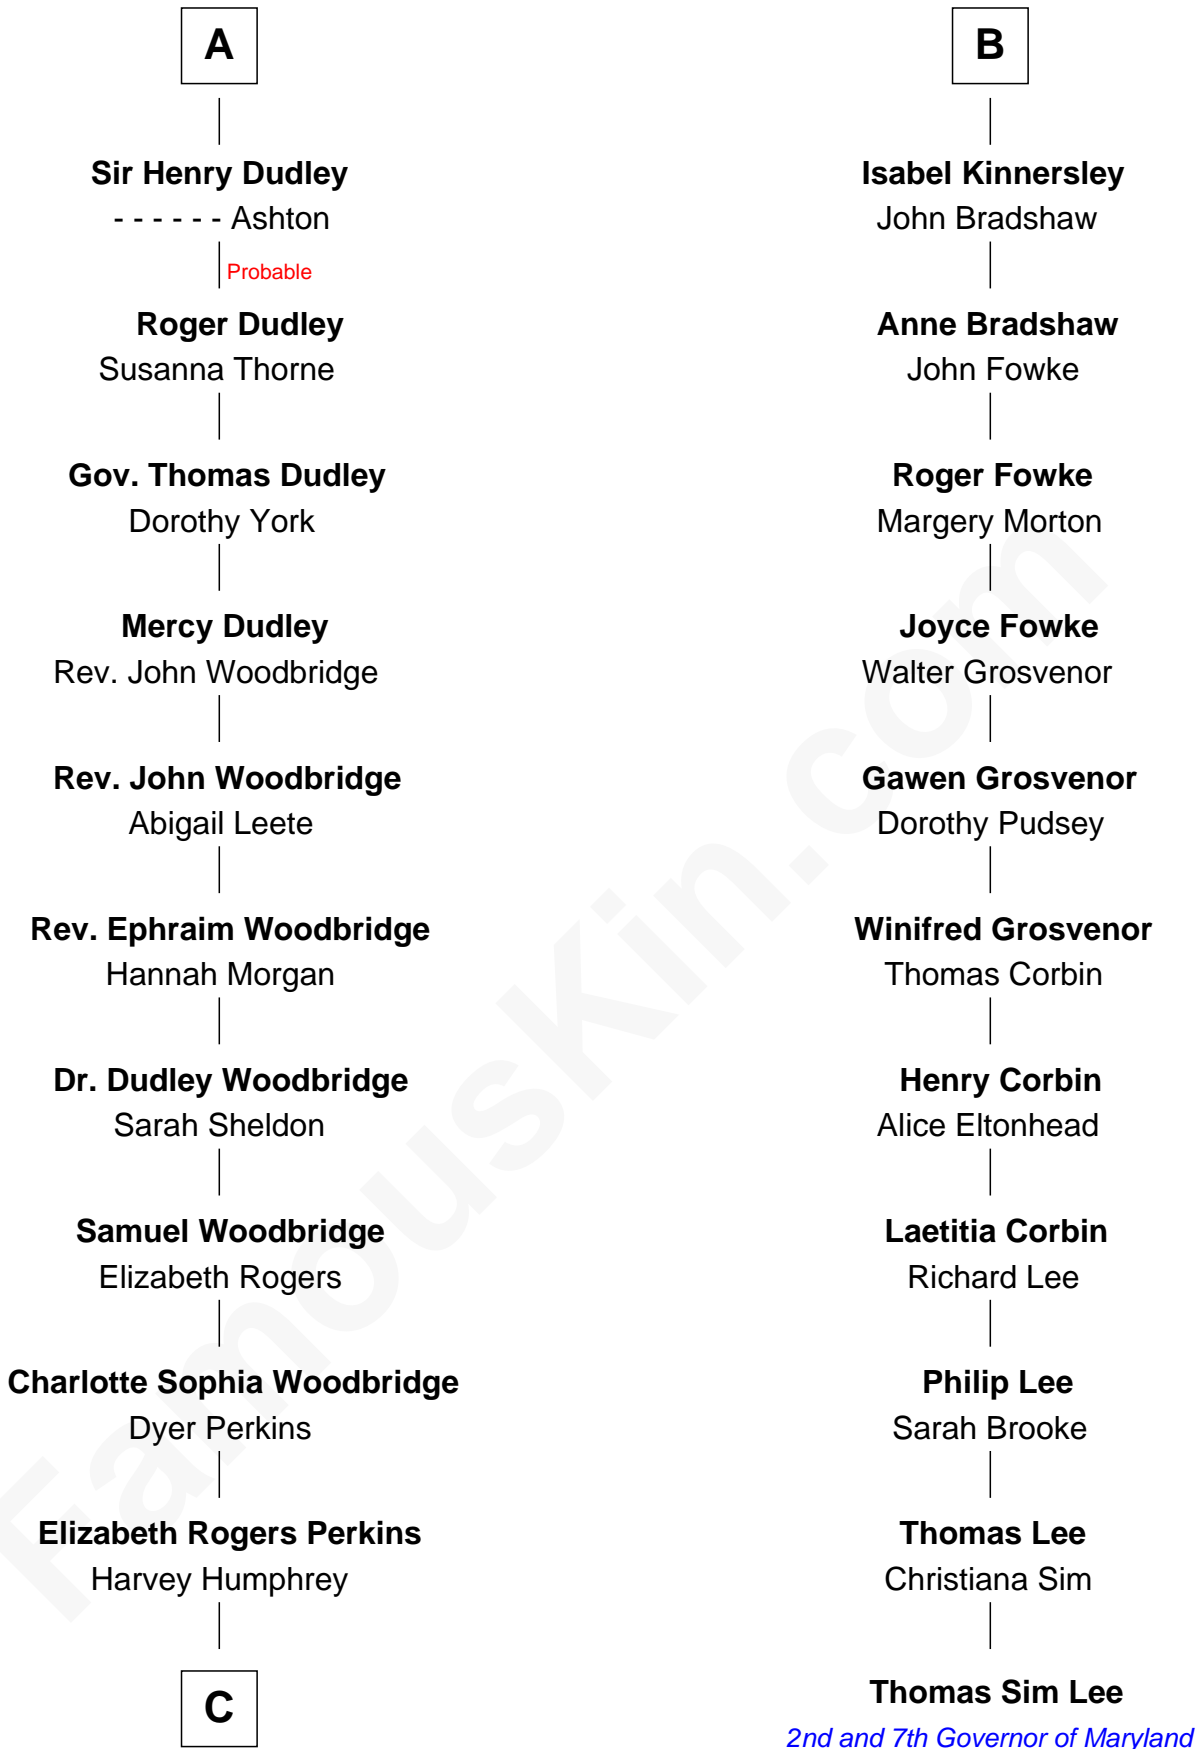 A
Sir Henry Dudley
- - - - - - Ashton
Probable
Roger Dudley
Susanna Thorne
Gov. Thomas Dudley
Dorothy York
Mercy Dudley
Rev. John Woodbridge
Rev. John Woodbridge
Abigail Leete
Rev. Ephraim Woodbridge
Hannah Morgan
Dr. Dudley Woodbridge
Sarah Sheldon
Samuel Woodbridge
Elizabeth Rogers
Charlotte Sophia Woodbridge
Dyer Perkins
Elizabeth Rogers Perkins
Harvey Humphrey
C
B
Isabel Kinnersley
John Bradshaw
Anne Bradshaw
John Fowke
Roger Fowke
Margery Morton
Joyce Fowke
Walter Grosvenor
Gawen Grosvenor
Dorothy Pudsey
Winifred Grosvenor
Thomas Corbin
Henry Corbin
Alice Eltonhead
Laetitia Corbin
Richard Lee
Philip Lee
Sarah Brooke
Thomas Lee
Christiana Sim
Thomas Sim Lee
2nd and 7th Governor of Maryland
FamousKin.com